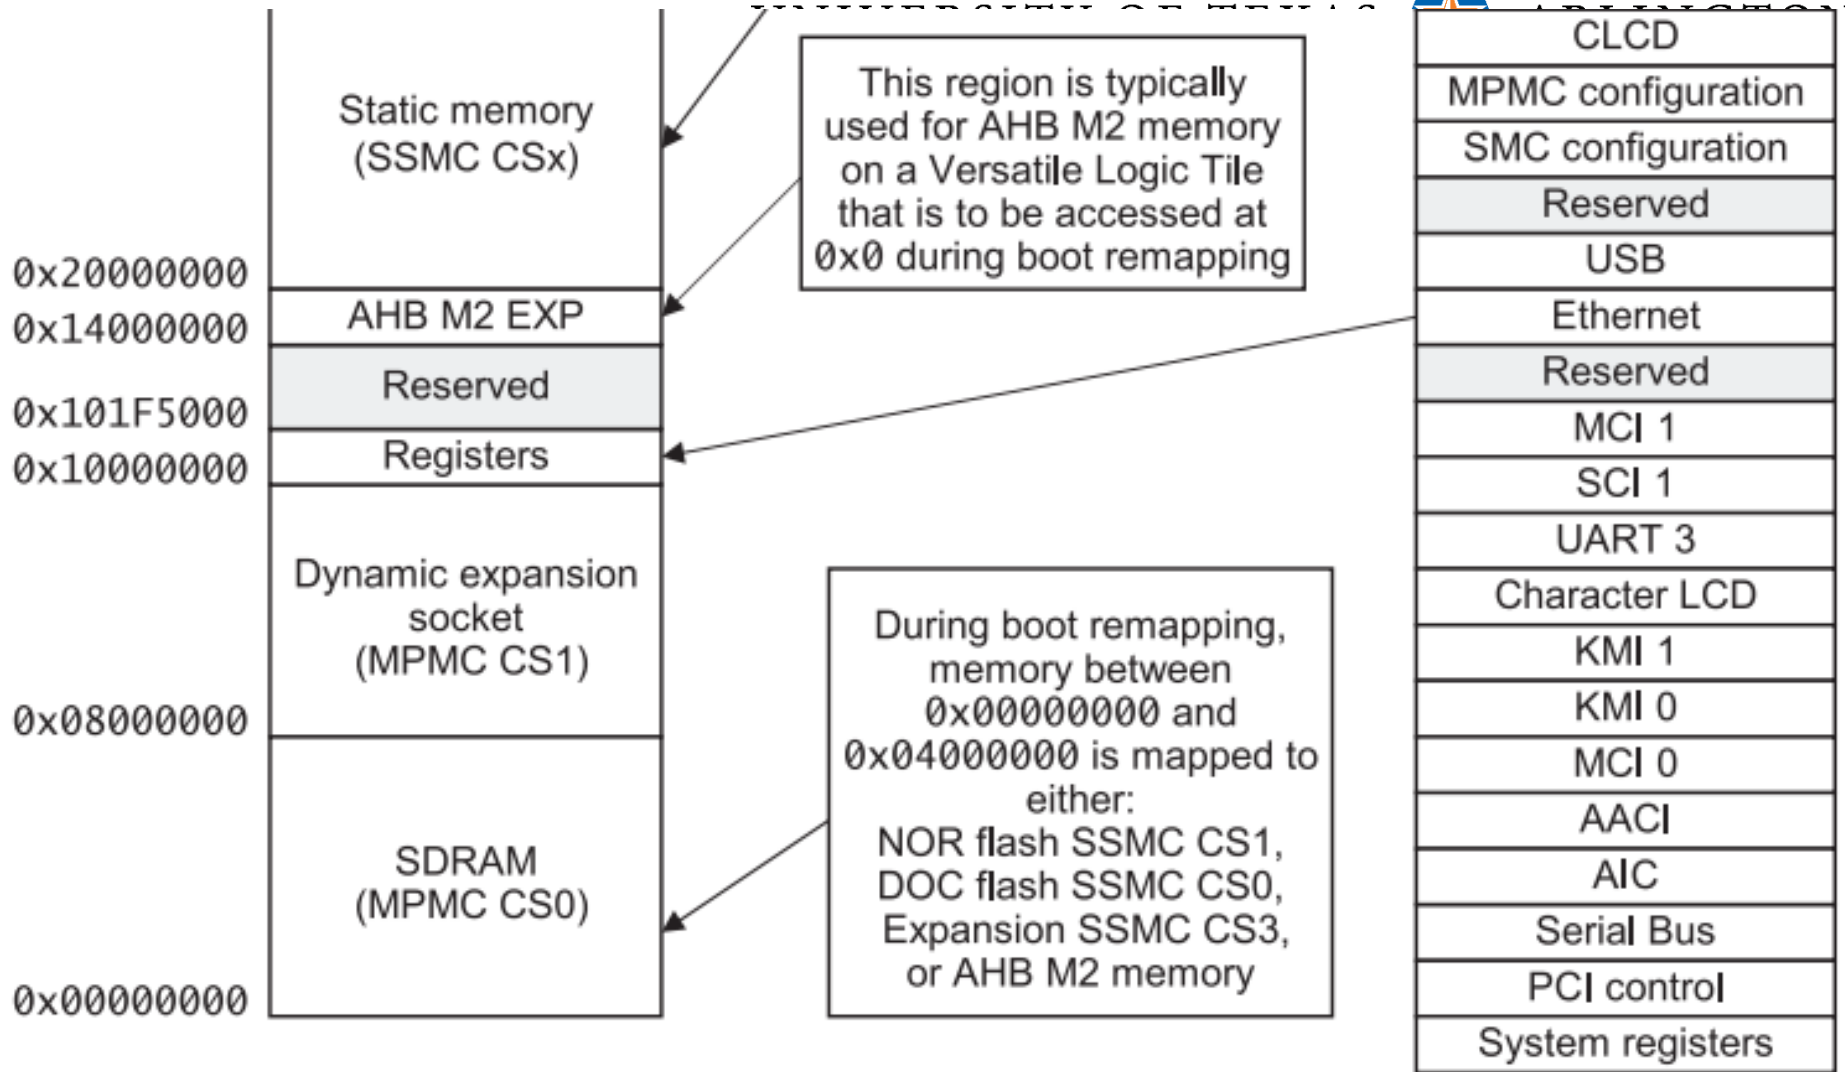 UNIVERSITY OF TEXAS ARLINGTON
Static memory
(SSMC CSx)
0x20000000
AHB M2 EXP
0x14000000
Reserved
0x101F5000
Registers
0x10000000
Dynamic expansion
socket
(MPMC CS1)
0x08000000
SDRAM
(MPMC CS0)
0x00000000
This region is typically
used for AHB M2 memory
on a Versatile Logic Tile
that is to be accessed at
0x0 during boot remapping
During boot remapping,
memory between
0x00000000 and
0x04000000 is mapped to
either:
NOR flash SSMC CS1,
DOC flash SSMC CS0,
Expansion SSMC CS3,
or AHB M2 memory
CLCD
MPMC configuration
SMC configuration
Reserved
USB
Ethernet
Reserved
MCI 1
SCI 1
UART 3
Character LCD
KMI 1
KMI 0
MCI 0
AACI
AIC
Serial Bus
PCI control
System registers